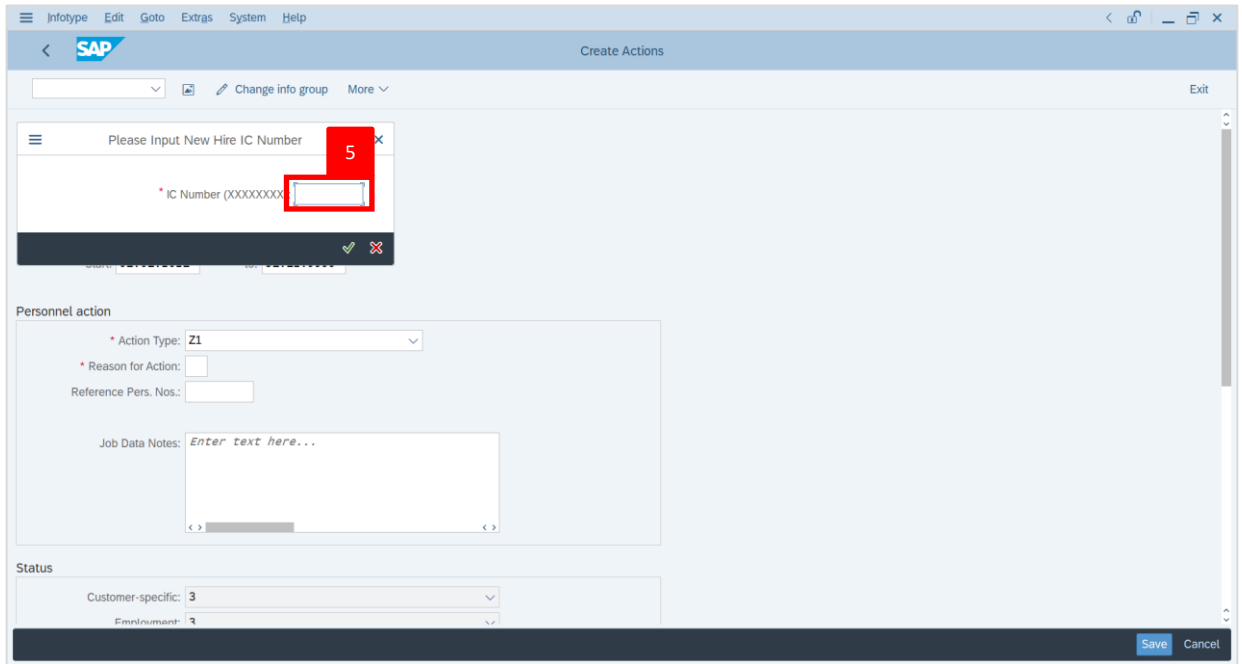 Infotype Edit Goto Extras System Help
SAP
Create Actions
Change info group More
Exit
Please Input New Hire IC Number
5
* IC Number (XXXXXXXX
Personnel action
* Action Type: Z1
* Reason for Action:
Reference Pers. Nos.:
Job Data Notes: Enter text here...
Status
Customer-specific: 3
Employment: 3
Save Cancel